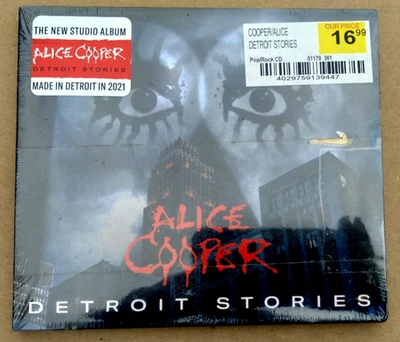 THE NEW STUDIO ALBUM
ALICE COOPER
DETROIT STORIES
MADE IN DETROIT IN 2021
COOPER/ALICE
DETROIT STORIES
Pop/Rock CD 01179 361
4029759139447
OUR PRICE
16.99
ALICE
COOPER
DETROIT STORIES